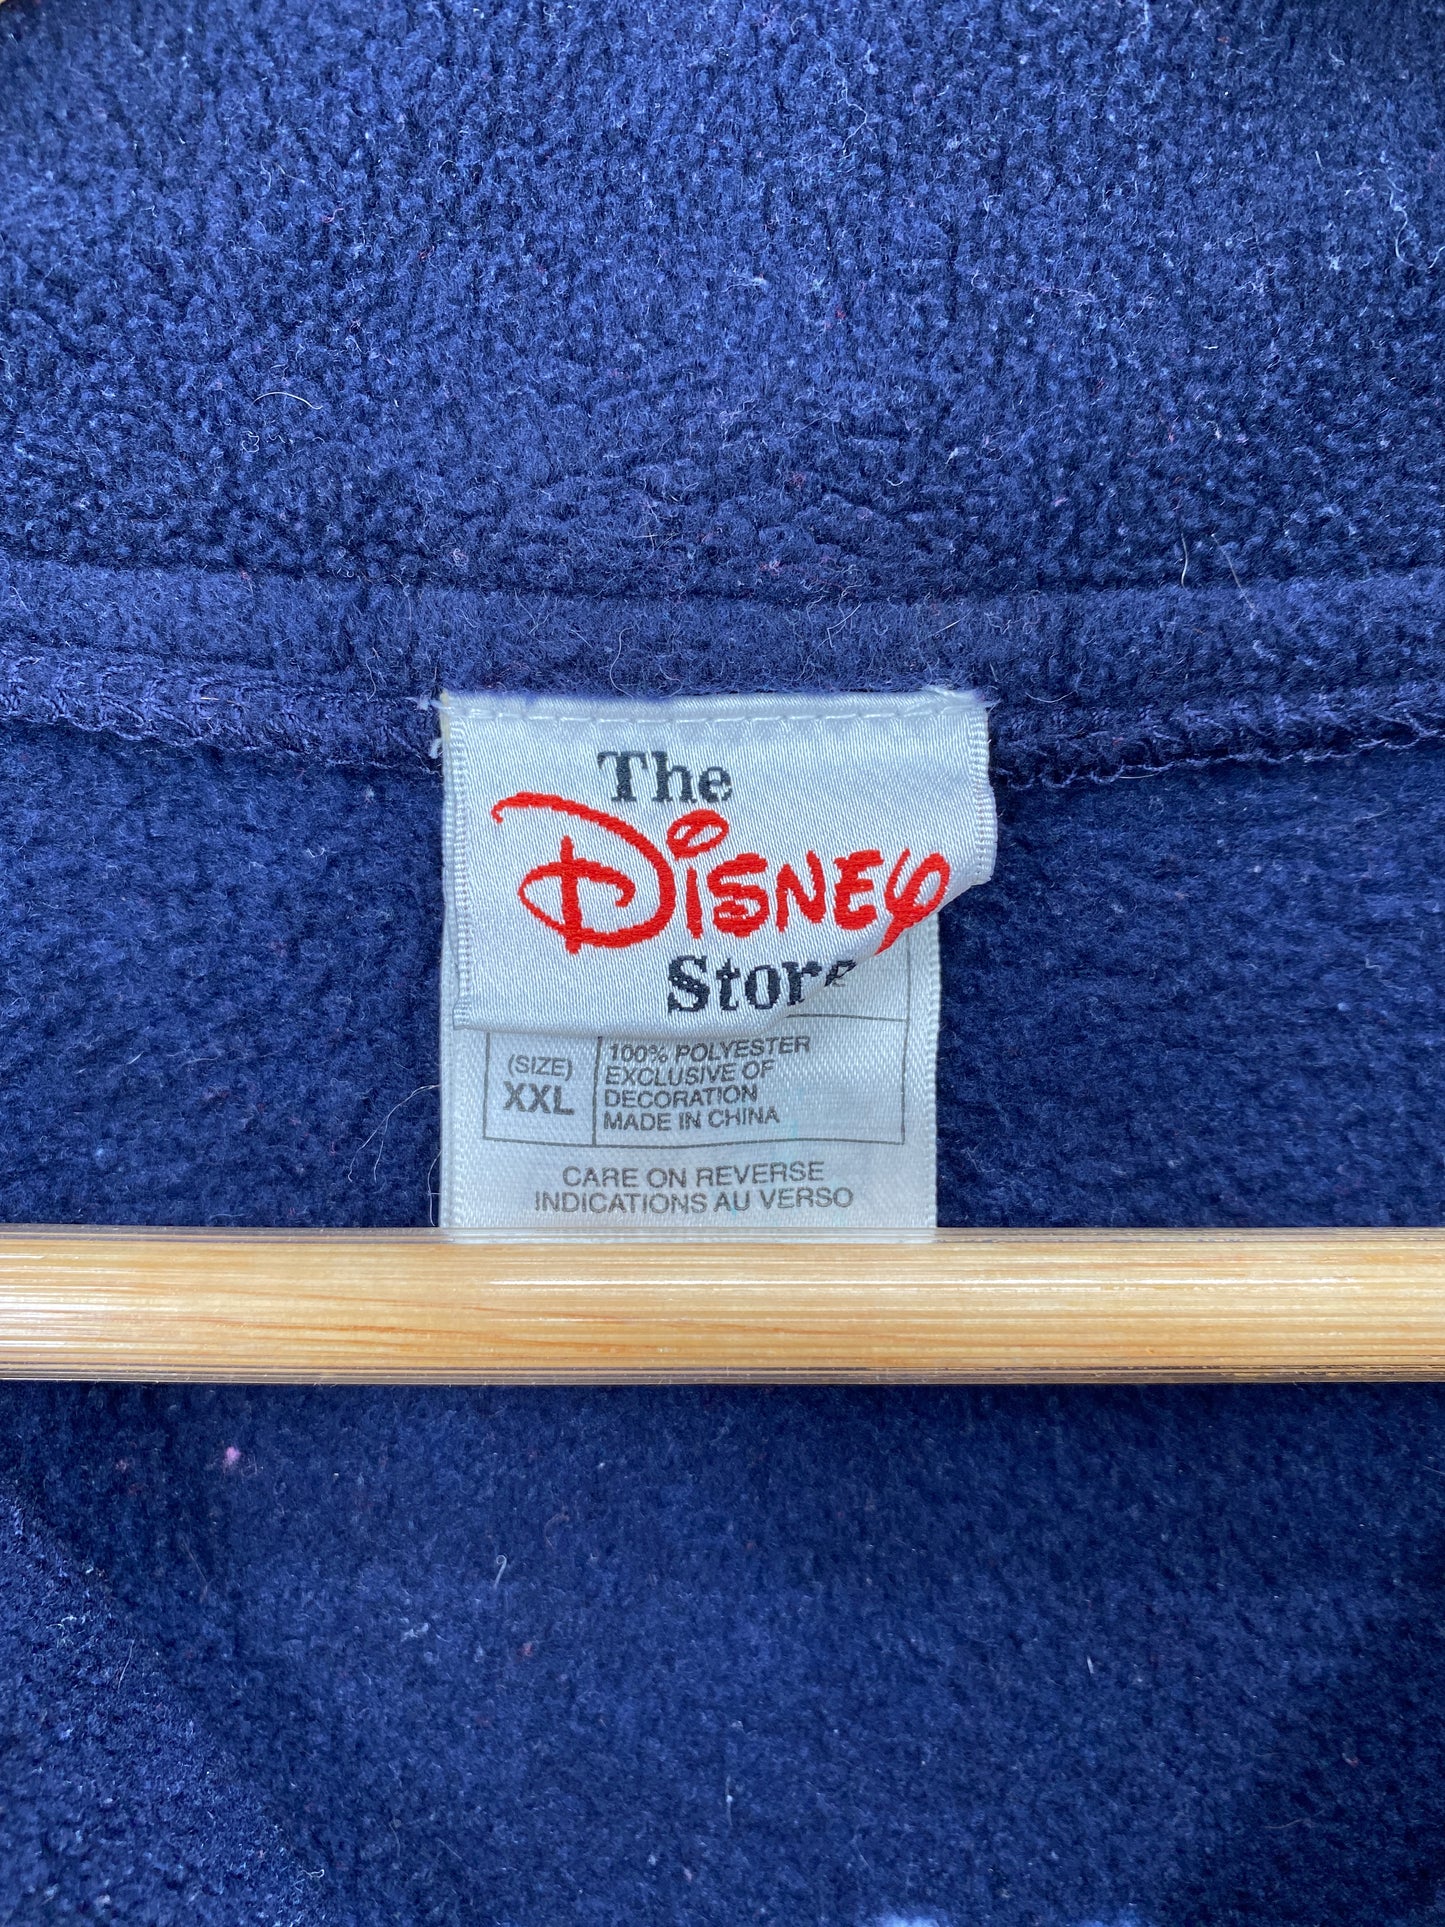 The
Disney
Store
(SIZE)
XXL
100% POLYESTER
EXCLUSIVE OF
DECORATION
MADE IN CHINA
CARE ON REVERSE
INDICATIONS AU VERSO